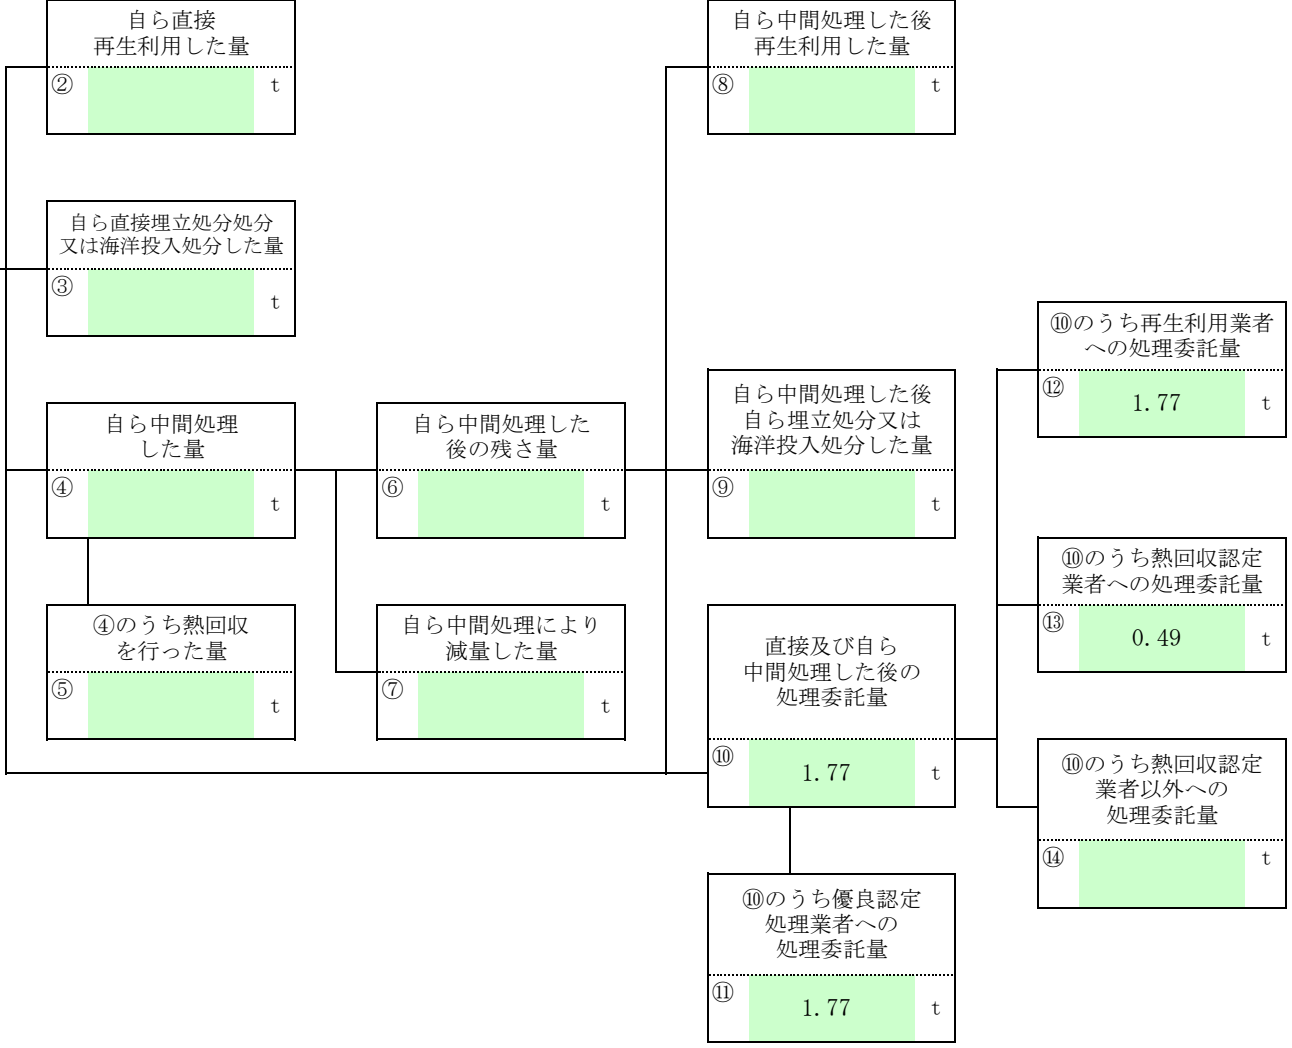 自ら直接
再生利用した量
②
t
自ら直接埋立処分処分
又は海洋投入処分した量
③
t
自ら中間処理
した量
④
t
④のうち熱回収
を行った量
⑤
t
自ら中間処理した
後の残さ量
⑥
t
自ら中間処理により
減量した量
⑦
t
自ら中間処理した後
再生利用した量
⑧
t
自ら中間処理した後
自ら埋立処分又は
海洋投入処分した量
⑨
t
直接及び自ら
中間処理した後の
処理委託量
⑩ 1.77 t
⑩のうち優良認定
処理業者への
処理委託量
⑪ 1.77 t
⑩のうち再生利用業者
への処理委託量
⑫ 1.77 t
⑩のうち熱回収認定
業者への処理委託量
⑬ 0.49 t
⑩のうち熱回収認定
業者以外への
処理委託量
⑭
t